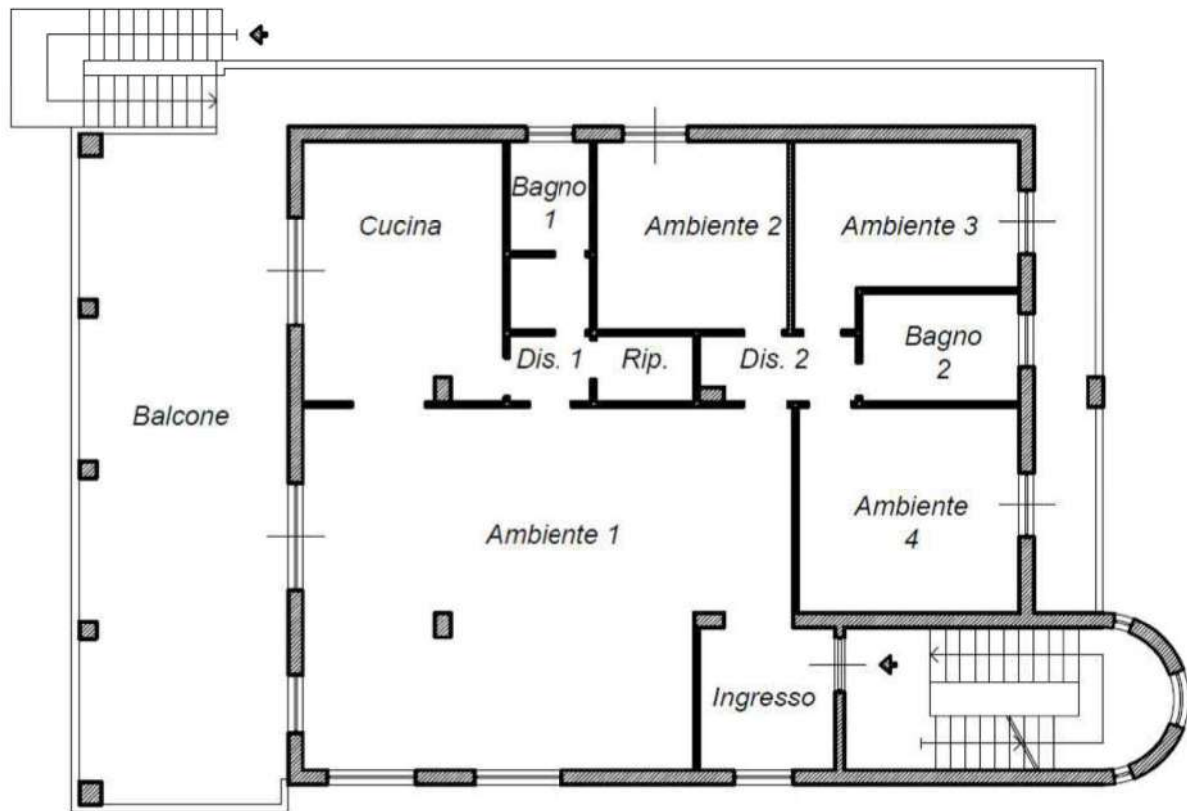 Bagno
1
Cucina
Ambiente 2
Ambiente 3
Dis. 1
Rip.
Dis. 2
Bagno
2
Balcone
Ambiente 1
Ambiente
4
Ingresso